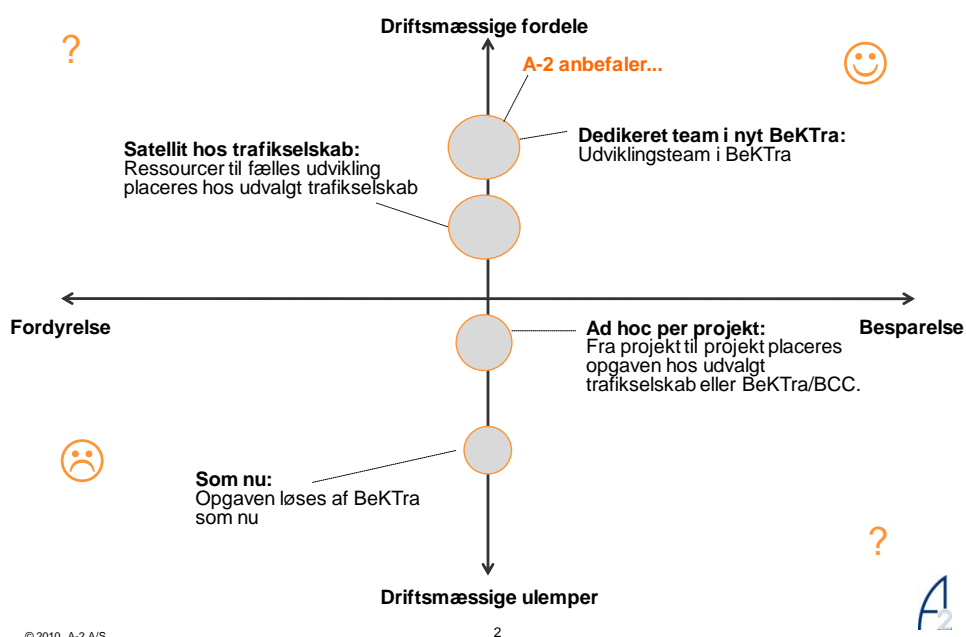 Driftsmæssige fordele
?
A-2 anbefaler...
Dedikeret team i nyt BeKTra:
Udviklingsteam i BeKTra
Satellit hos trafikselskab:
Ressourcer til fælles udvikling
placeres hos udvalgt trafikselskab
Fordyrelse
Besparelse
Ad hoc per projekt:
Fra projekt til projekt placeres
opgaven hos udvalgt
trafikselskab eller BeKTra/BCC.
Som nu:
Opgaven løses af BeKTra
som nu
?
Driftsmæssige ulemper
A2
© 2010 A-2 A/S
2